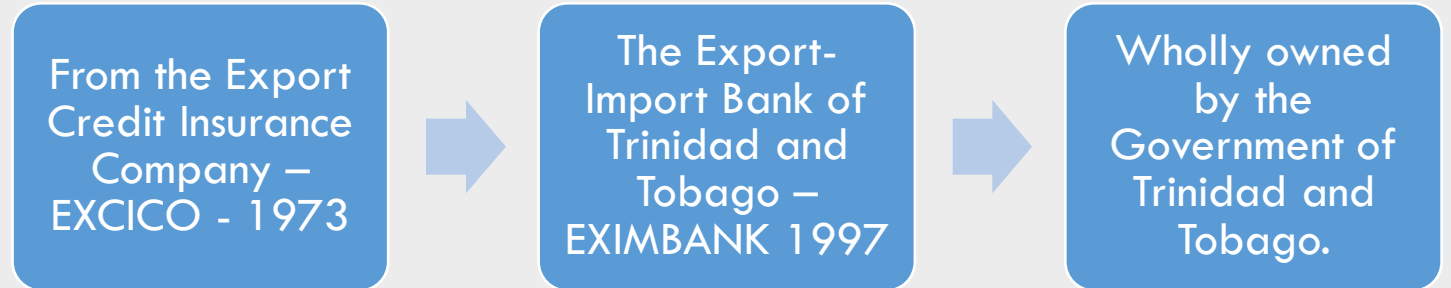 From the Export
Credit Insurance
Company –
EXCICO - 1973
The Export-
Import Bank of
Trinidad and
Tobago –
EXIMBANK 1997
Wholly owned
by the
Government of
Trinidad and
Tobago.